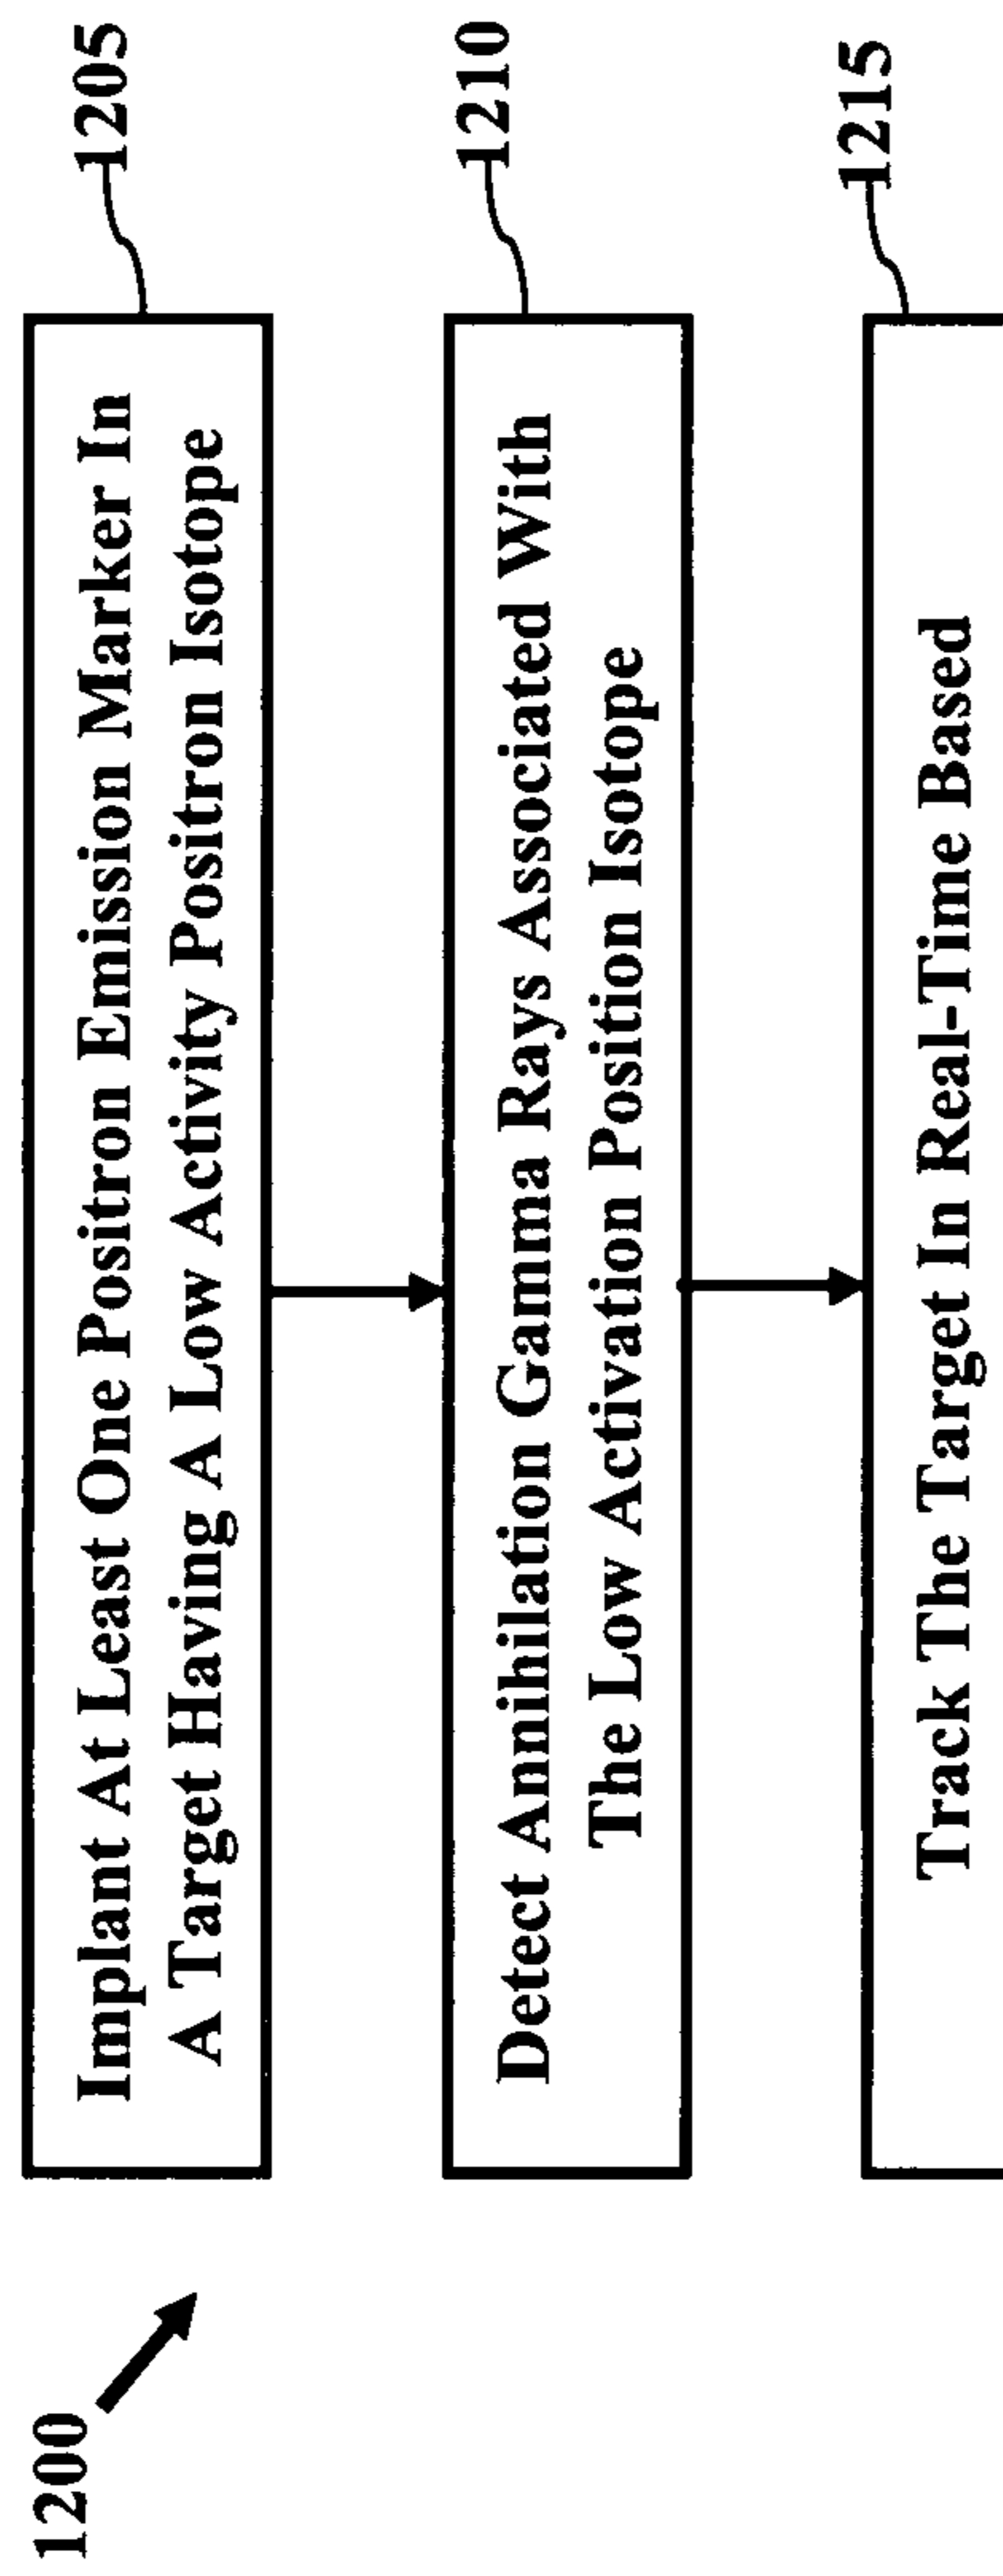 1200
1205
Implant At Least One Positron Emission Marker In
A Target Having A Low Activity Positron Isotope
1210
Detect Annihilation Gamma Rays Associated With
The Low Activation Position Isotope
1215
Track The Target In Real-Time Based